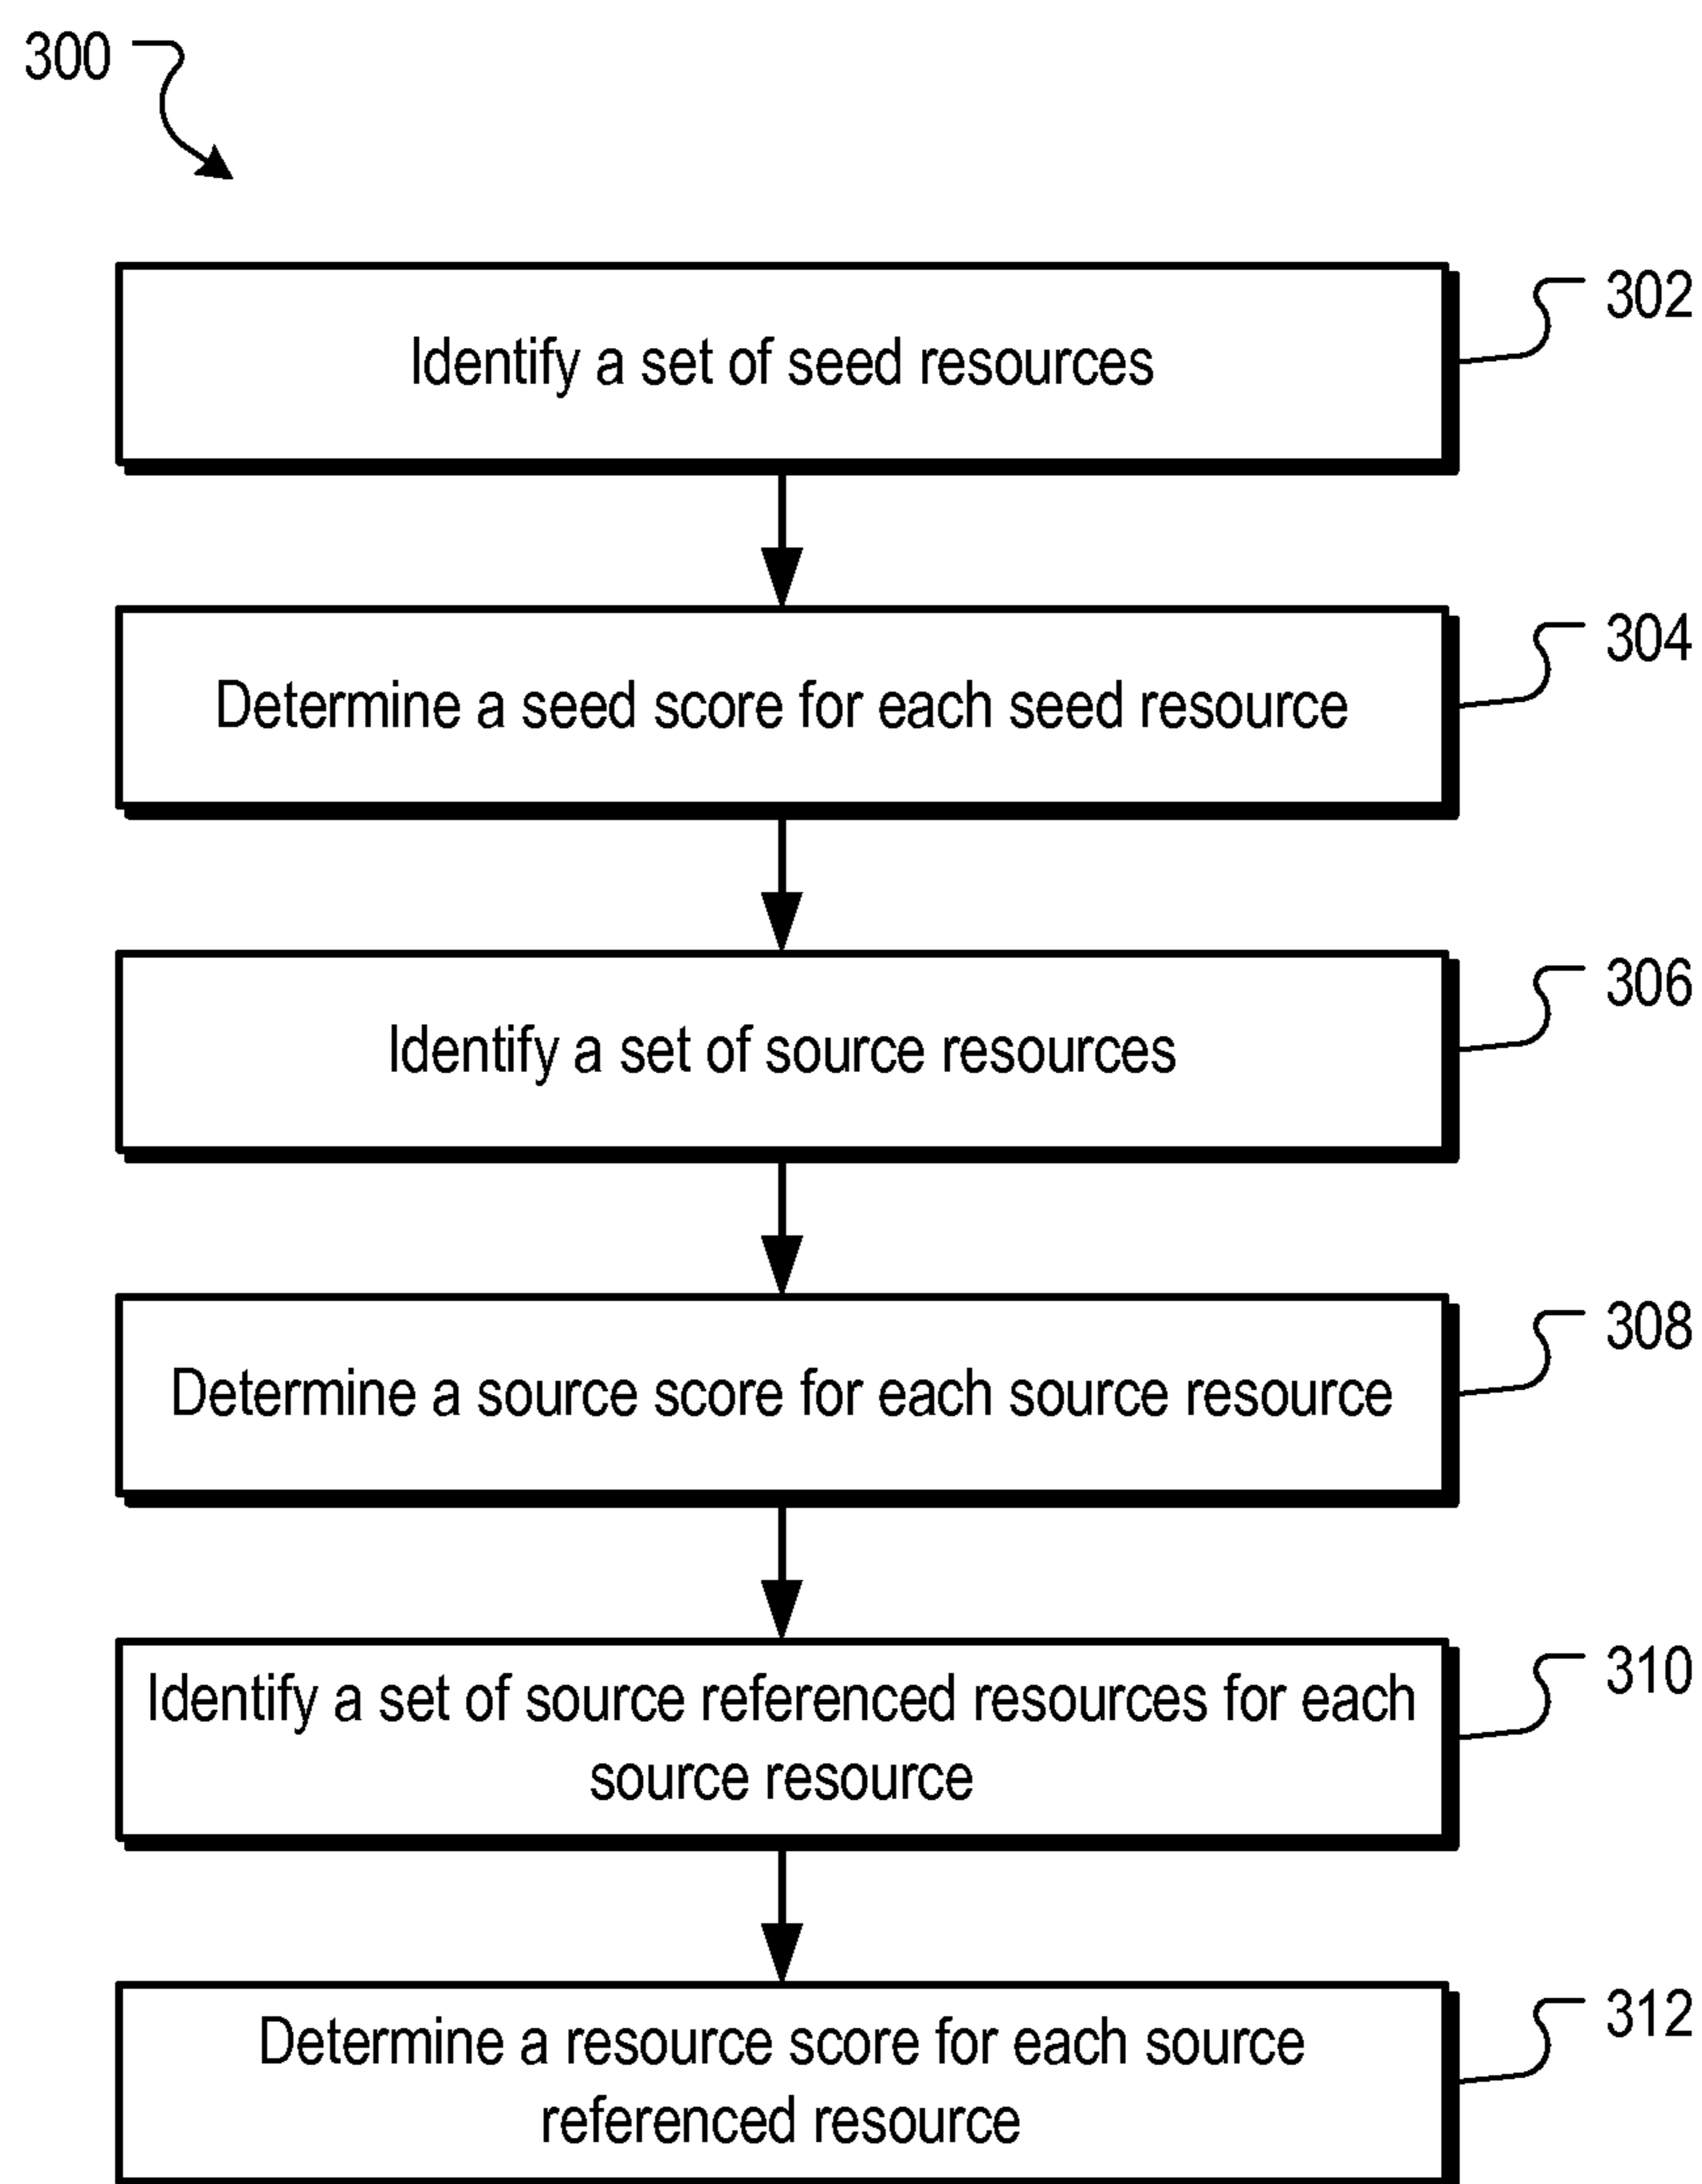 300
302
Identify a set of seed resources
304
Determine a seed score for each seed resource
306
Identify a set of source resources
308
Determine a source score for each source resource
310
Identify a set of source referenced resources for each
source resource
312
Determine a resource score for each source
referenced resource